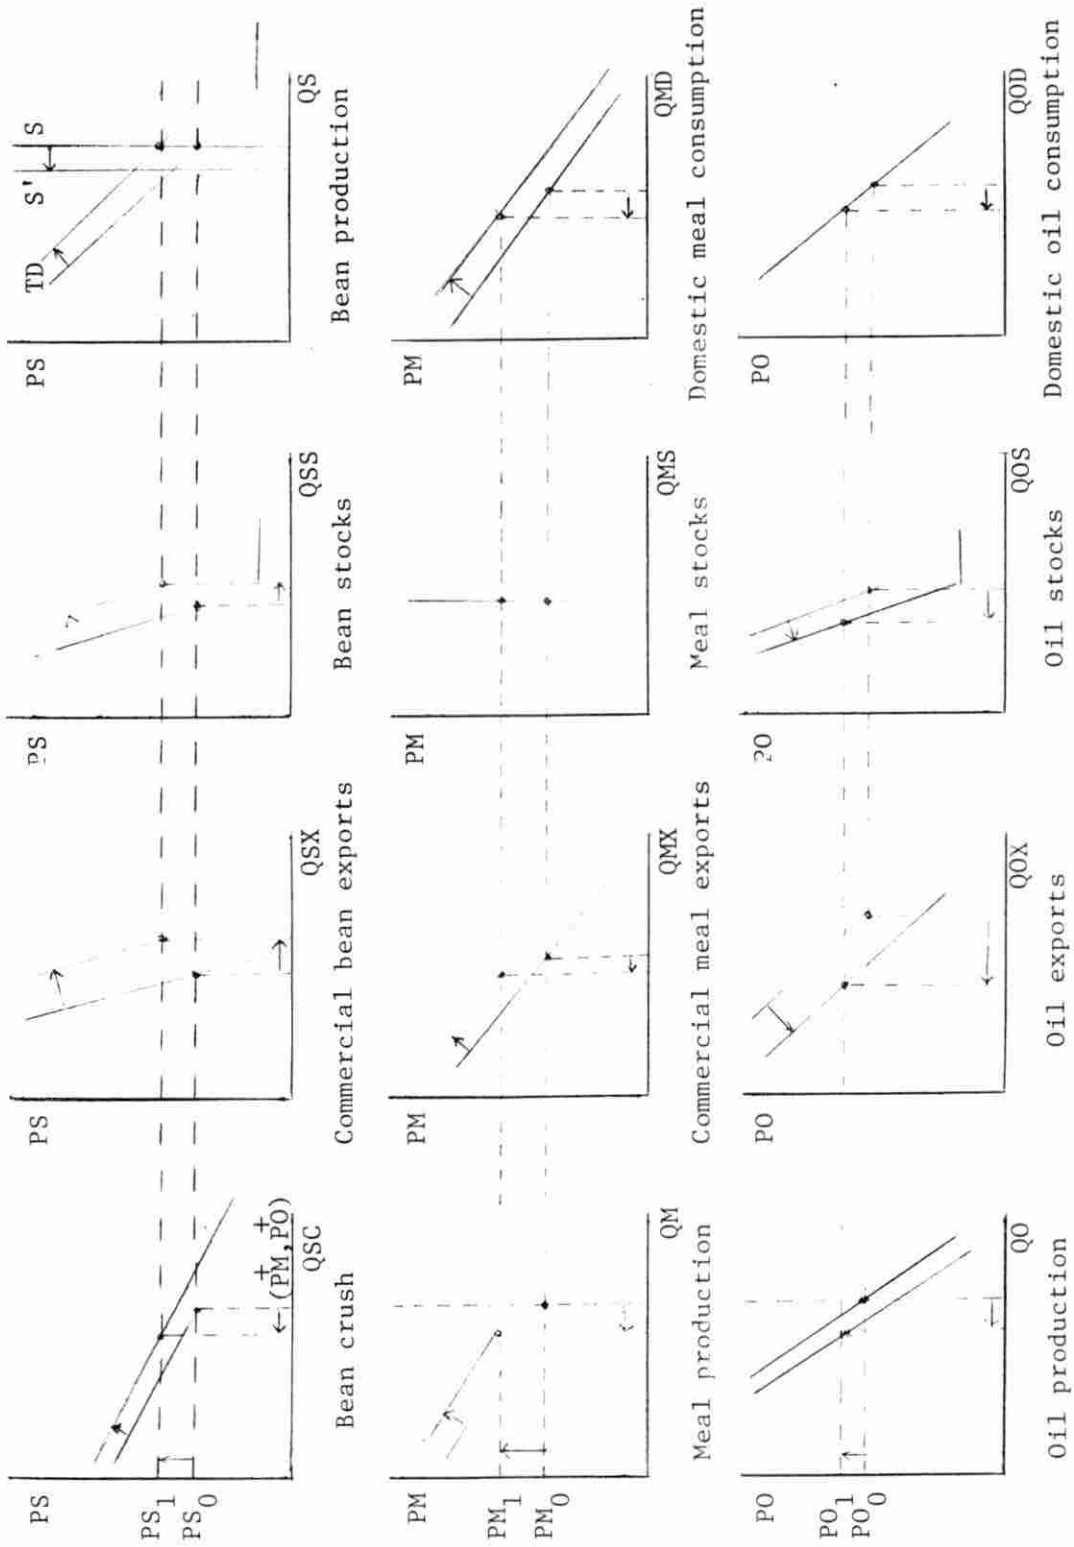 PS
PS1
PS0
←(PM+,PO+)
QSC
Bean crush
PS
QSX
Commercial bean exports
PS
QSS
Bean stocks
PS
TD
S'
S
QS
Bean production
PM
PM1
PM0
QM
Meal production
PM
QMX
Commercial meal exports
PM
QMS
Meal stocks
PM
QMD
Domestic meal consumption
PO
PO1
PO0
QO
Oil production
PO
QOX
Oil exports
PO
QOS
Oil stocks
PO
QOD
Domestic oil consumption